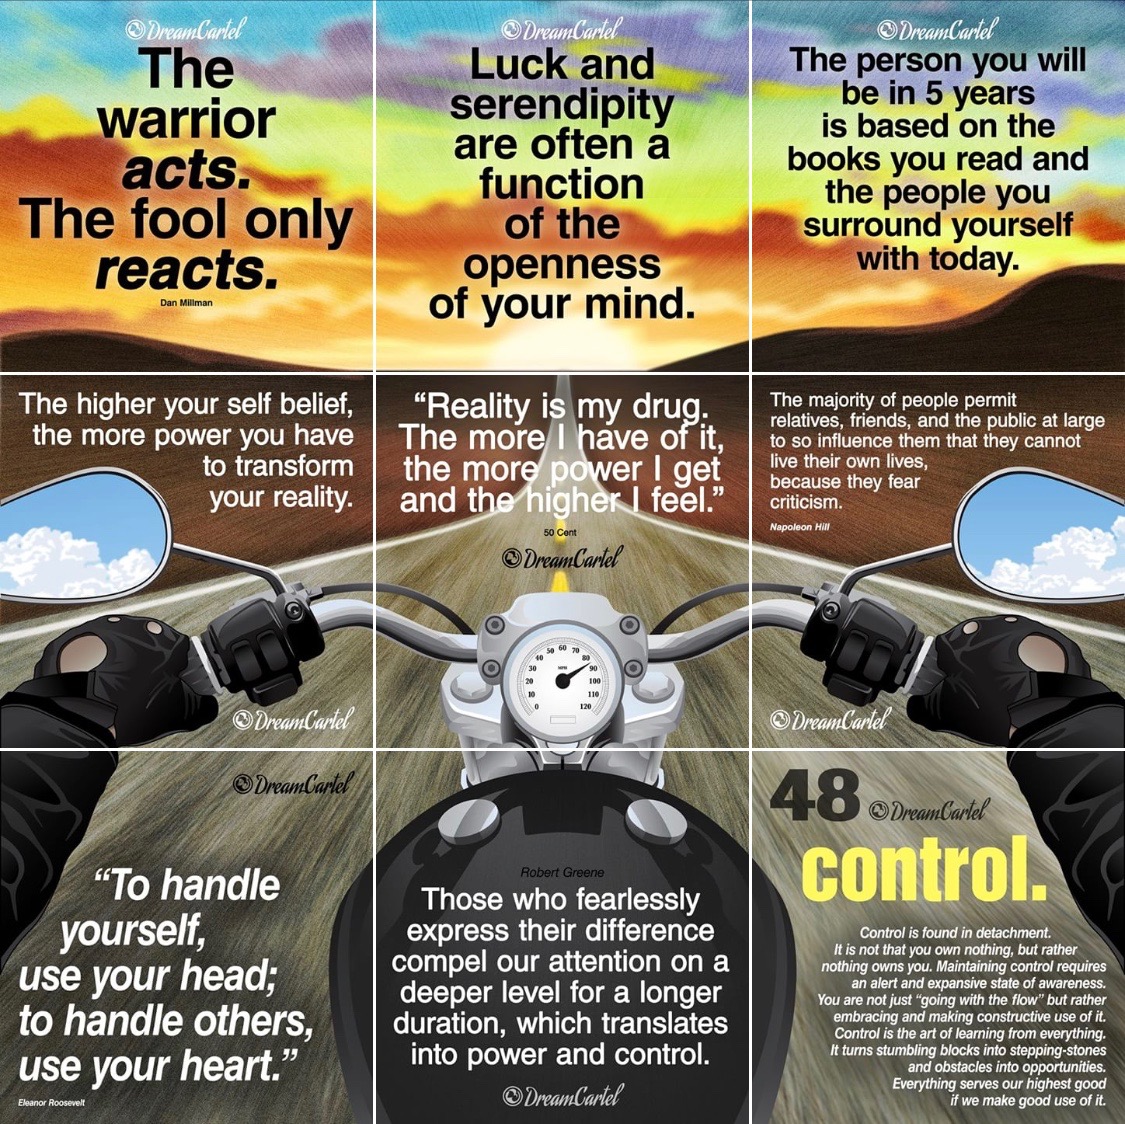 DreamCartel
The
warrior
acts.
The fool only
reacts.
Dan Millman
DreamCartel
Luck and
serendipity
are often a
function
of the
openness
of your mind.
DreamCartel
The person you will
be in 5 years
is based on the
books you read and
the people you
surround yourself
with today.
The higher your self belief,
the more power you have
to transform
your reality.
DreamCartel
“Reality is my drug.
The more I have of it,
the more power I get
and the higher I feel.”
50 Cent
DreamCartel
40 50 60 70 80
30 MPH 90
20 100
10 110
0 120
The majority of people permit
relatives, friends, and the public at large
to so influence them that they cannot
live their own lives,
because they fear
criticism.
Napoleon Hill
DreamCartel
DreamCartel
“To handle
yourself,
use your head;
to handle others,
use your heart.”
Eleanor Roosevelt
Robert Greene
Those who fearlessly
express their difference
compel our attention on a
deeper level for a longer
duration, which translates
into power and control.
DreamCartel
48 DreamCartel
control.
Control is found in detachment.
It is not that you own nothing, but rather
nothing owns you. Maintaining control requires
an alert and expansive state of awareness.
You are not just “going with the flow” but rather
embracing and making constructive use of it.
Control is the art of learning from everything.
It turns stumbling blocks into stepping-stones
and obstacles into opportunities.
Everything serves our highest good
if we make good use of it.